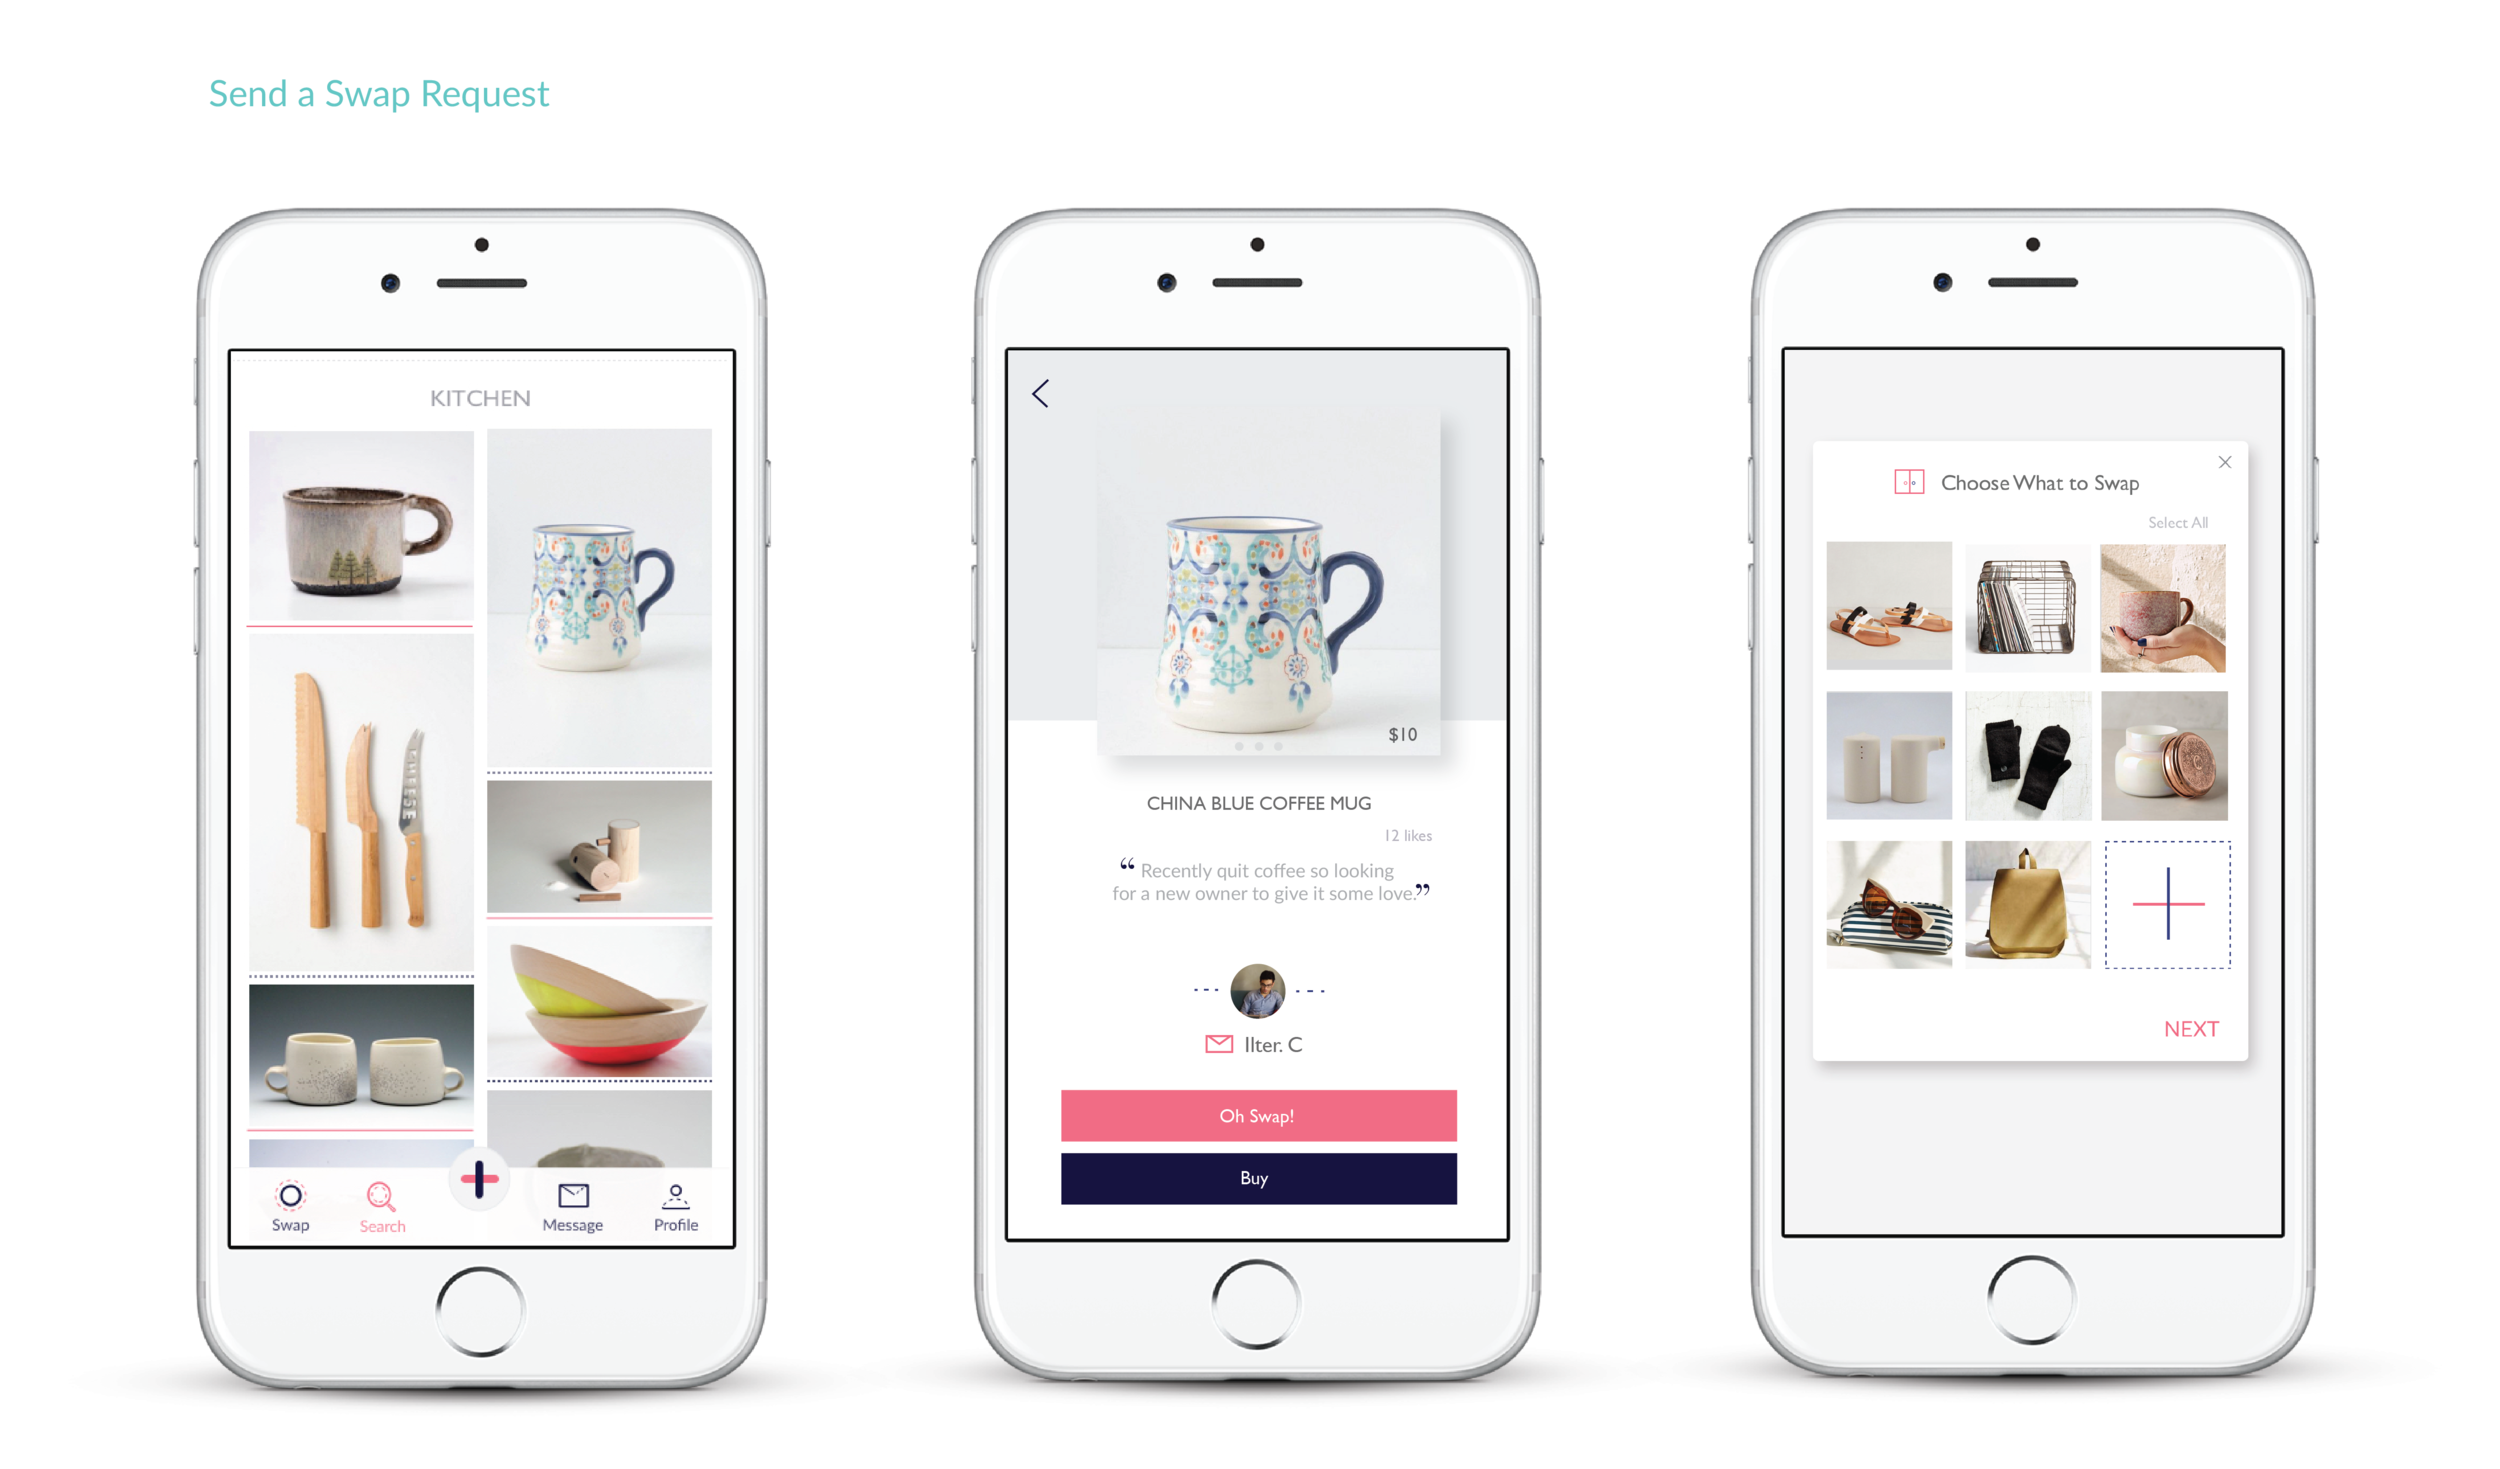 Send a Swap Request
KITCHEN
CHEESE
Swap
Search
Message
Profile
$10
CHINA BLUE COFFEE MUG
12 likes
“ Recently quit coffee so looking
for a new owner to give it some love.”
Ilter. C
Oh Swap!
Buy
Choose What to Swap
Select All
NEXT